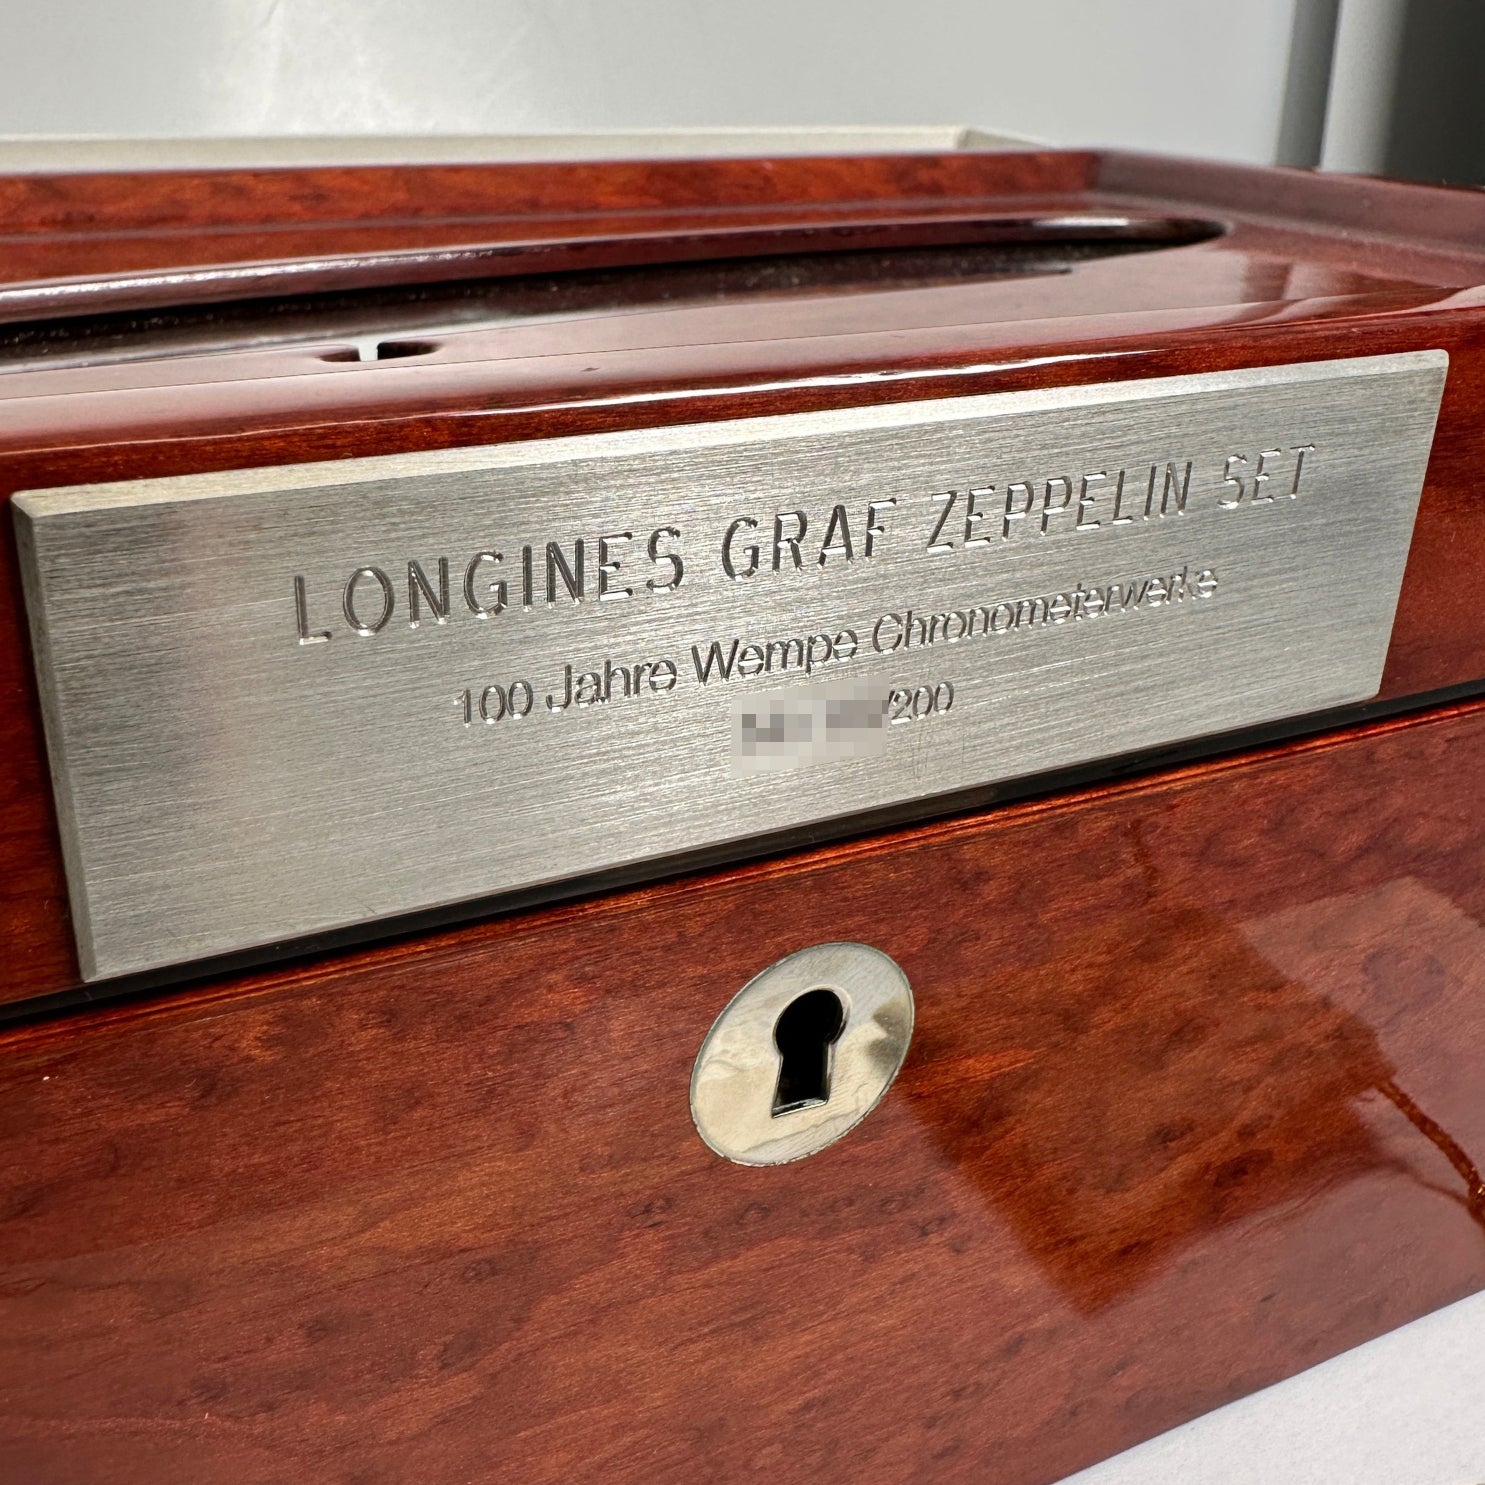 LONGINES GRAF ZEPPELIN SET
100 Jahre Wempe Chronometerwerke
/200